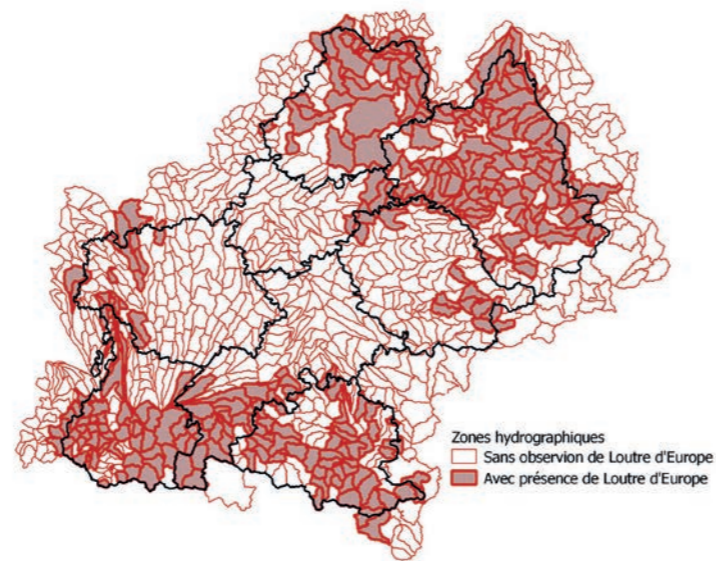 Zones hydrographiques
Sans observion de Loutre d'Europe
Avec présence de Loutre d'Europe